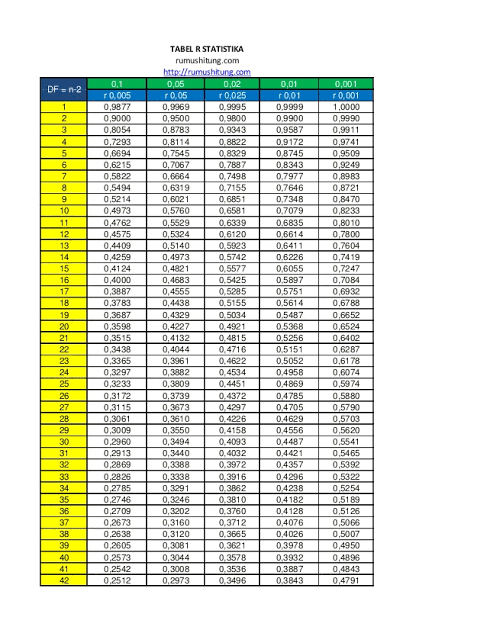 TABEL R STATISTIKA
rumushitung.com
http://rumushitung.com
DF = n-2 0,1 0,05 0,02 0,01 0,001
r 0,005 r 0,05 r 0,025 r 0,01 r 0,001
1 0,9877 0,9969 0,9995 0,9999 1,0000
2 0,9000 0,9500 0,9800 0,9900 0,9990
3 0,8054 0,8783 0,9343 0,9587 0,9911
4 0,7293 0,8114 0,8822 0,9172 0,9741
5 0,6694 0,7545 0,8329 0,8745 0,9509
6 0,6215 0,7067 0,7887 0,8343 0,9249
7 0,5822 0,6664 0,7498 0,7977 0,8983
8 0,5494 0,6319 0,7155 0,7646 0,8721
9 0,5214 0,6021 0,6851 0,7348 0,8470
10 0,4973 0,5760 0,6581 0,7079 0,8233
11 0,4762 0,5529 0,6339 0,6835 0,8010
12 0,4575 0,5324 0,6120 0,6614 0,7800
13 0,4409 0,5140 0,5923 0,6411 0,7604
14 0,4259 0,4973 0,5742 0,6226 0,7419
15 0,4124 0,4821 0,5577 0,6055 0,7247
16 0,4000 0,4683 0,5425 0,5897 0,7084
17 0,3887 0,4555 0,5285 0,5751 0,6932
18 0,3783 0,4438 0,5155 0,5614 0,6788
19 0,3687 0,4329 0,5034 0,5487 0,6652
20 0,3598 0,4227 0,4921 0,5368 0,6524
21 0,3515 0,4132 0,4815 0,5256 0,6402
22 0,3438 0,4044 0,4716 0,5151 0,6287
23 0,3365 0,3961 0,4622 0,5052 0,6178
24 0,3297 0,3882 0,4534 0,4958 0,6074
25 0,3233 0,3809 0,4451 0,4869 0,5974
26 0,3172 0,3739 0,4372 0,4785 0,5880
27 0,3115 0,3673 0,4297 0,4705 0,5790
28 0,3061 0,3610 0,4226 0,4629 0,5703
29 0,3009 0,3550 0,4158 0,4556 0,5620
30 0,2960 0,3494 0,4093 0,4487 0,5541
31 0,2913 0,3440 0,4032 0,4421 0,5465
32 0,2869 0,3388 0,3972 0,4357 0,5392
33 0,2826 0,3338 0,3916 0,4296 0,5322
34 0,2785 0,3291 0,3862 0,4238 0,5254
35 0,2746 0,3246 0,3810 0,4182 0,5189
36 0,2709 0,3202 0,3760 0,4128 0,5126
37 0,2673 0,3160 0,3712 0,4076 0,5066
38 0,2638 0,3120 0,3665 0,4026 0,5007
39 0,2605 0,3081 0,3621 0,3978 0,4950
40 0,2573 0,3044 0,3578 0,3932 0,4896
41 0,2542 0,3008 0,3536 0,3887 0,4843
42 0,2512 0,2973 0,3496 0,3843 0,4791